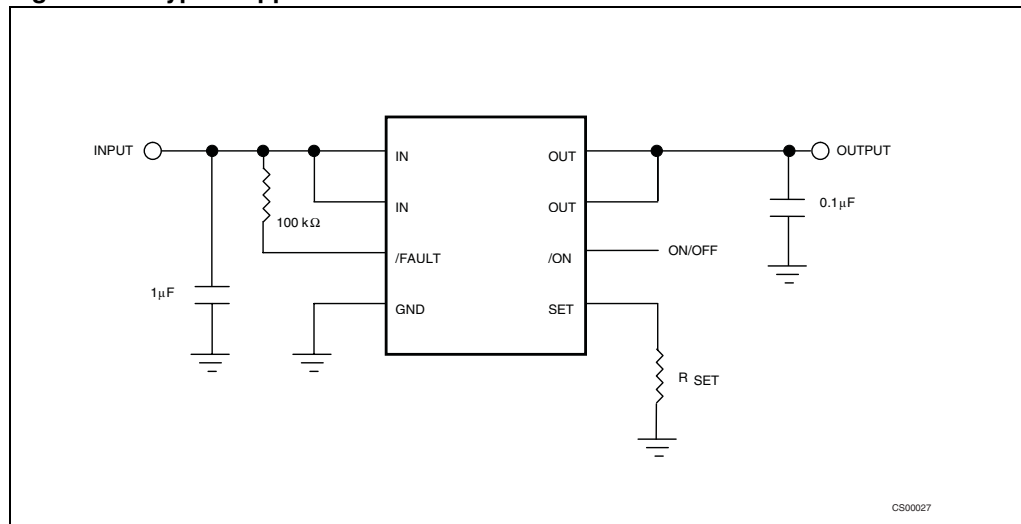 INPUT
IN
OUT
OUTPUT
IN
OUT
0.1μF
100 kΩ
/FAULT
/ON
ON/OFF
1μF
GND
SET
R SET
CS00027